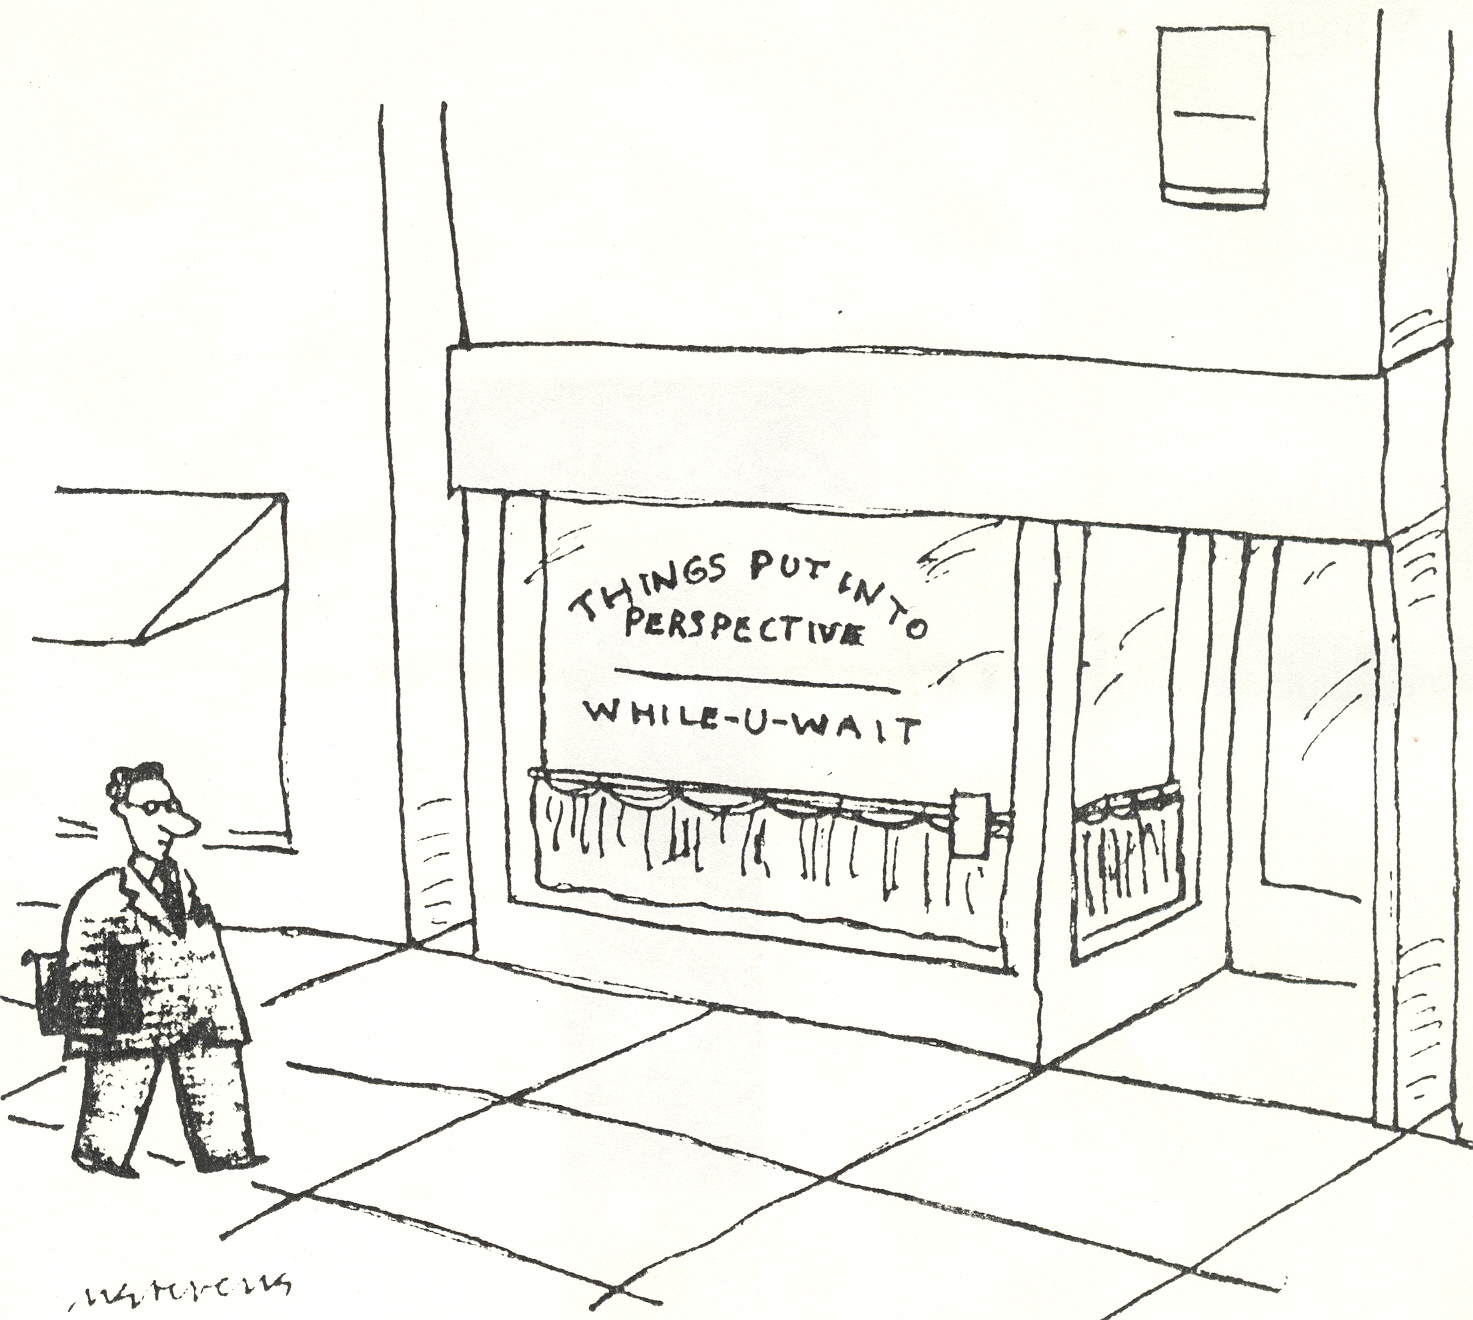 THINGS PUT INTO
PERSPECTIVE
WHILE-U-WAIT